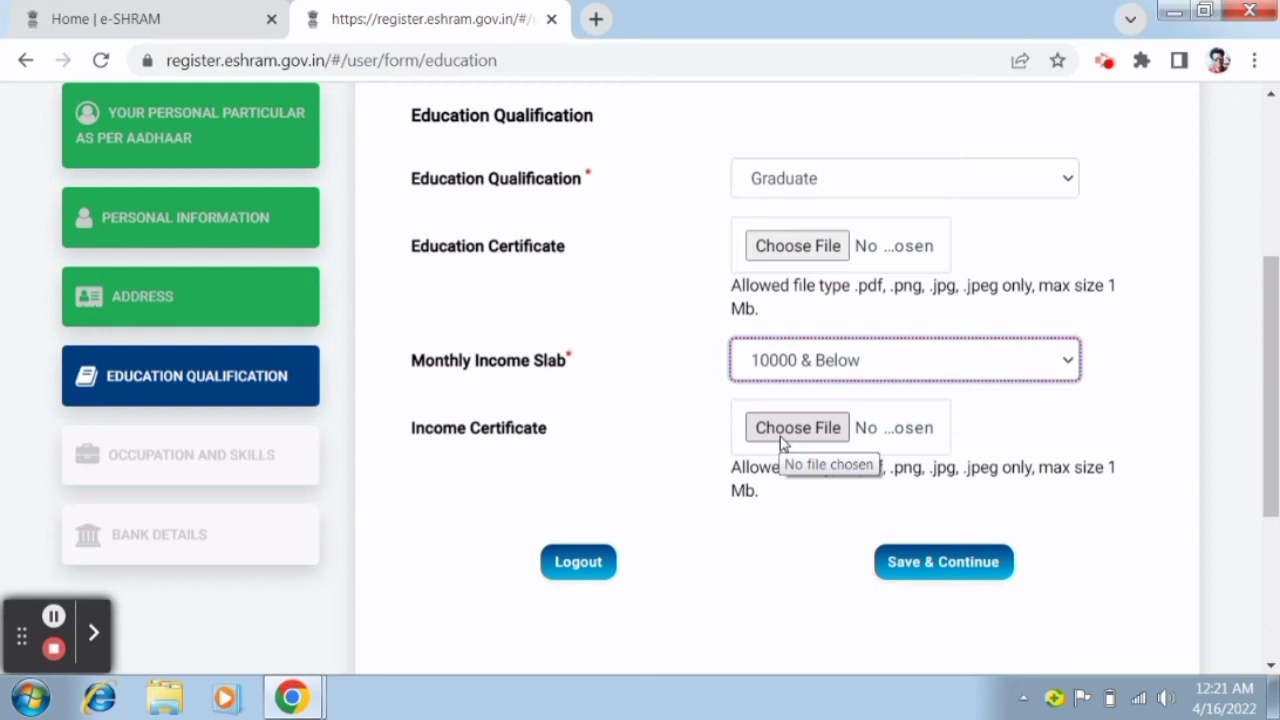 Home | e-SHRAM
https://register.eshram.gov.in/#/
register.eshram.gov.in/#/user/form/education
YOUR PERSONAL PARTICULAR
AS PER AADHAAR
PERSONAL INFORMATION
ADDRESS
EDUCATION QUALIFICATION
OCCUPATION AND SKILLS
BANK DETAILS
Education Qualification
Education Qualification *
Graduate
Education Certificate
Choose File No ...osen
Allowed file type .pdf, .png, .jpg, .jpeg only, max size 1
Mb.
Monthly Income Slab*
10000 & Below
Income Certificate
Choose File No ...osen
No file chosen
Allowe , .png, .jpg, .jpeg only, max size 1
Mb.
Logout
Save & Continue
12:21 AM
4/16/2022